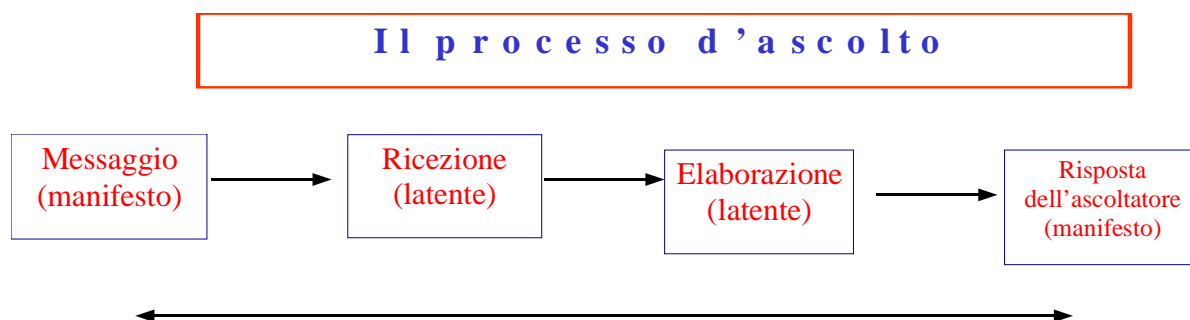 Il processo d'ascolto
Messaggio
(manifesto)
Ricezione
(latente)
Elaborazione
(latente)
Risposta
dell'ascoltatore
(manifesto)